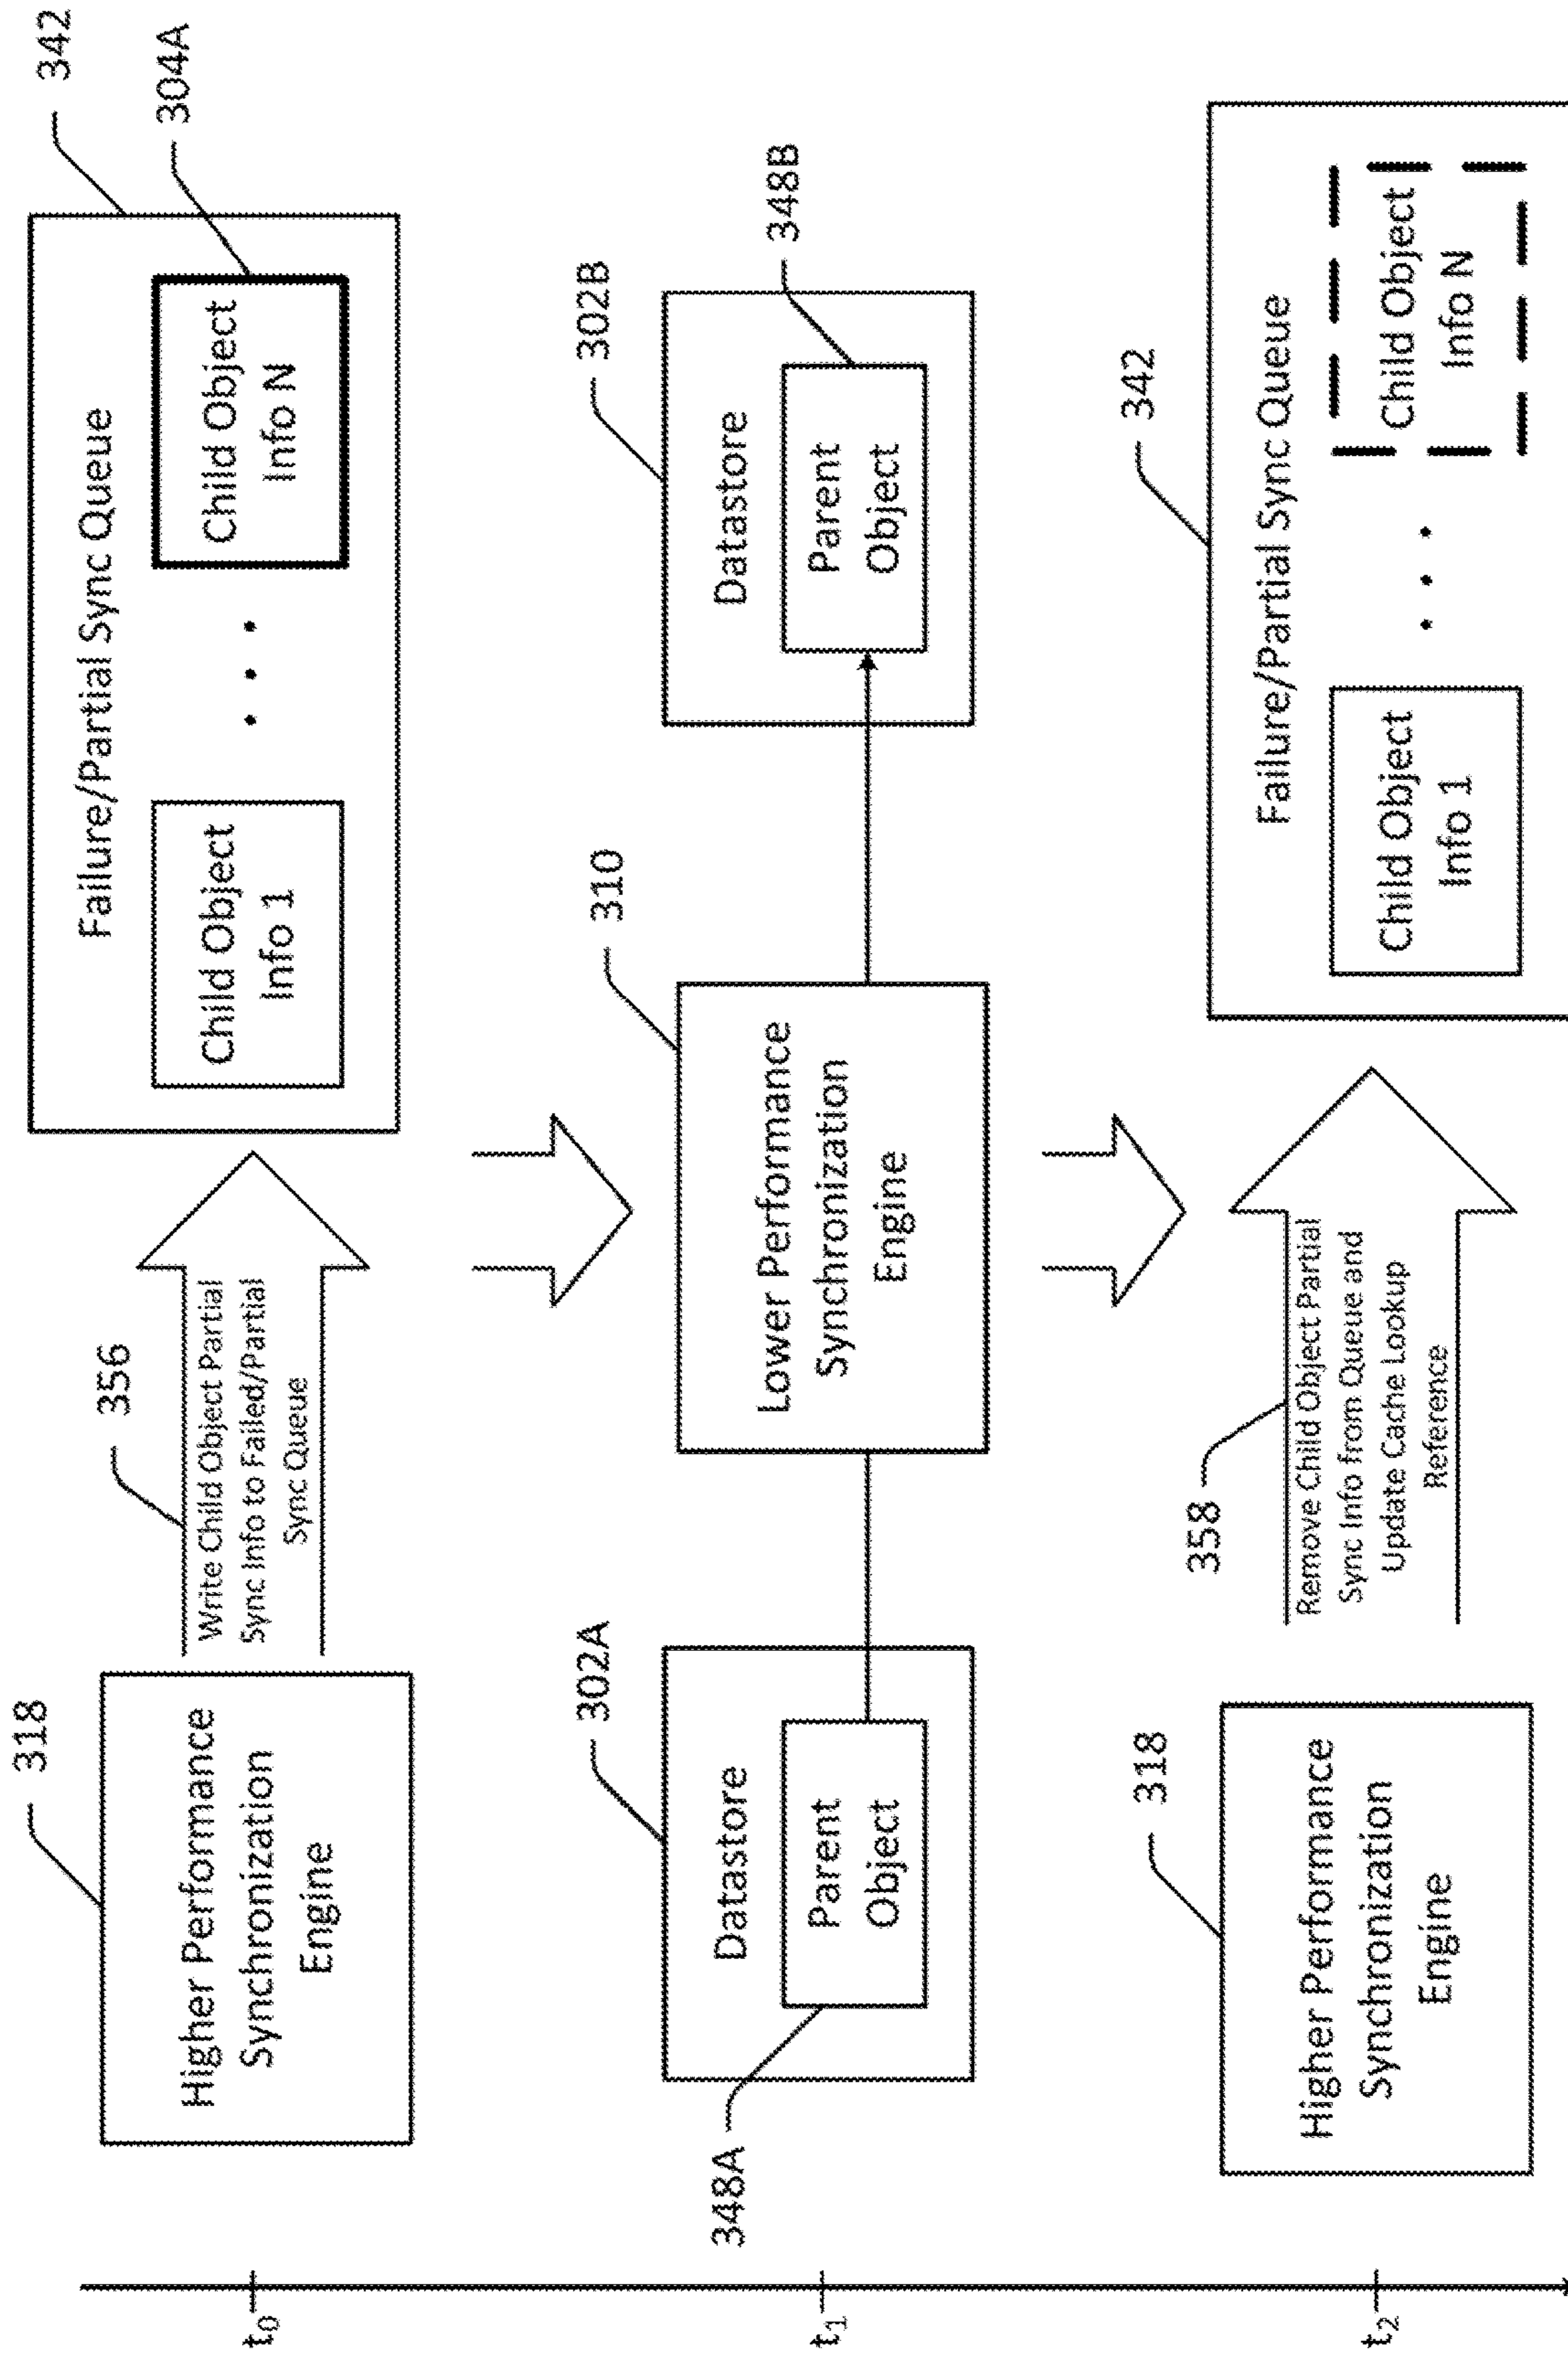 t0
318
Higher Performance
Synchronization
Engine
356
Write Child Object Partial
Sync Info to Failed/Partial
Sync Queue
342
304A
Failure/Partial Sync Queue
Child Object
Info 1
• • •
Child Object
Info N
t1
348A
302A
Datastore
Parent
Object
310
Lower Performance
Synchronization
Engine
302B
348B
Datastore
Parent
Object
t2
318
Higher Performance
Synchronization
Engine
358
Remove Child Object Partial
Sync Info from Queue and
Update Cache Lookup
Reference
342
Failure/Partial Sync Queue
Child Object
Info 1
• • •
Child Object
Info N